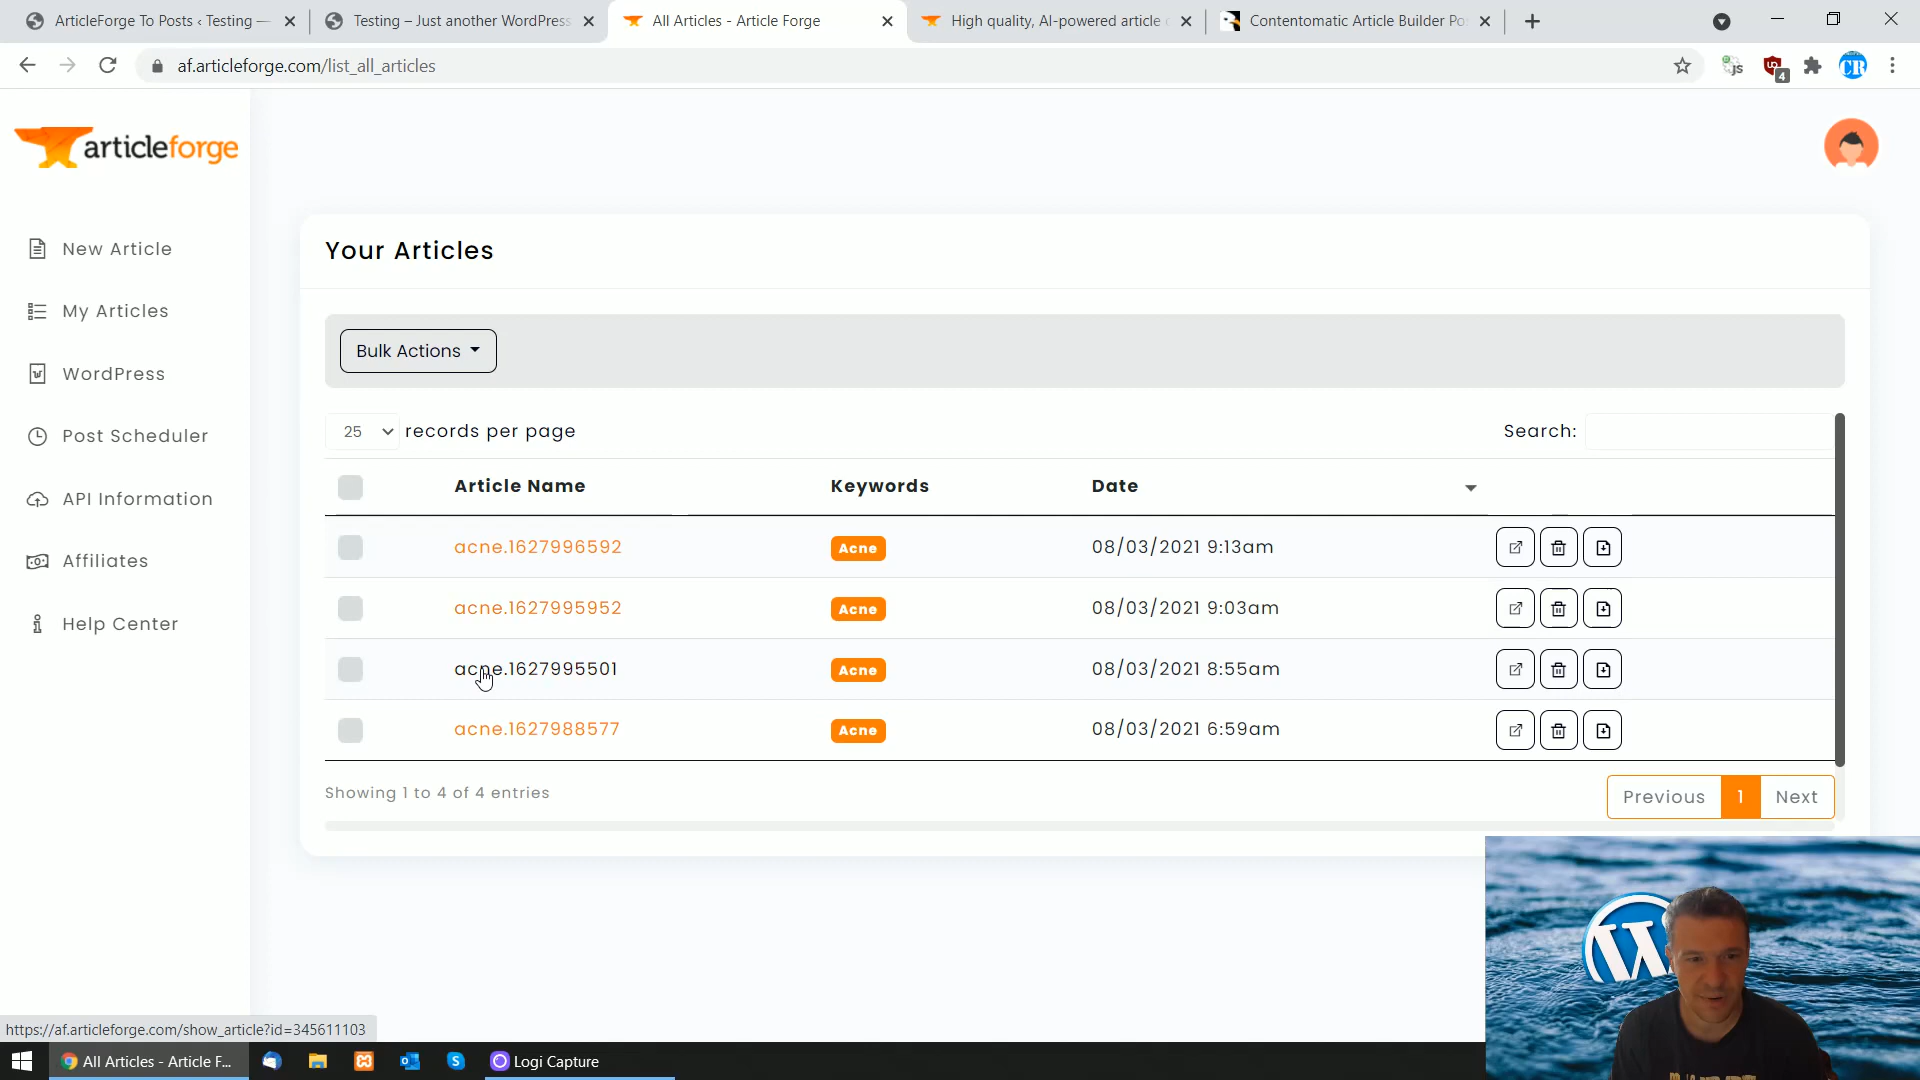 ArticleForge To Posts ‹ Testing —
Testing – Just another WordPress
All Articles - Article Forge
High quality, AI-powered article
Contentomatic Article Builder Po
af.articleforge.com/list_all_articles
JS
4
CR
articleforge
New Article
My Articles
WordPress
Post Scheduler
API Information
Affiliates
Help Center
Your Articles
Bulk Actions
25 records per page
Search:
Article Name Keywords Date
acne.1627996592 Acne 08/03/2021 9:13am
acne.1627995952 Acne 08/03/2021 9:03am
acne.1627995501 Acne 08/03/2021 8:55am
acne.1627988577 Acne 08/03/2021 6:59am
Showing 1 to 4 of 4 entries
Previous 1 Next
https://af.articleforge.com/show_article?id=345611103
All Articles - Article F...
Logi Capture